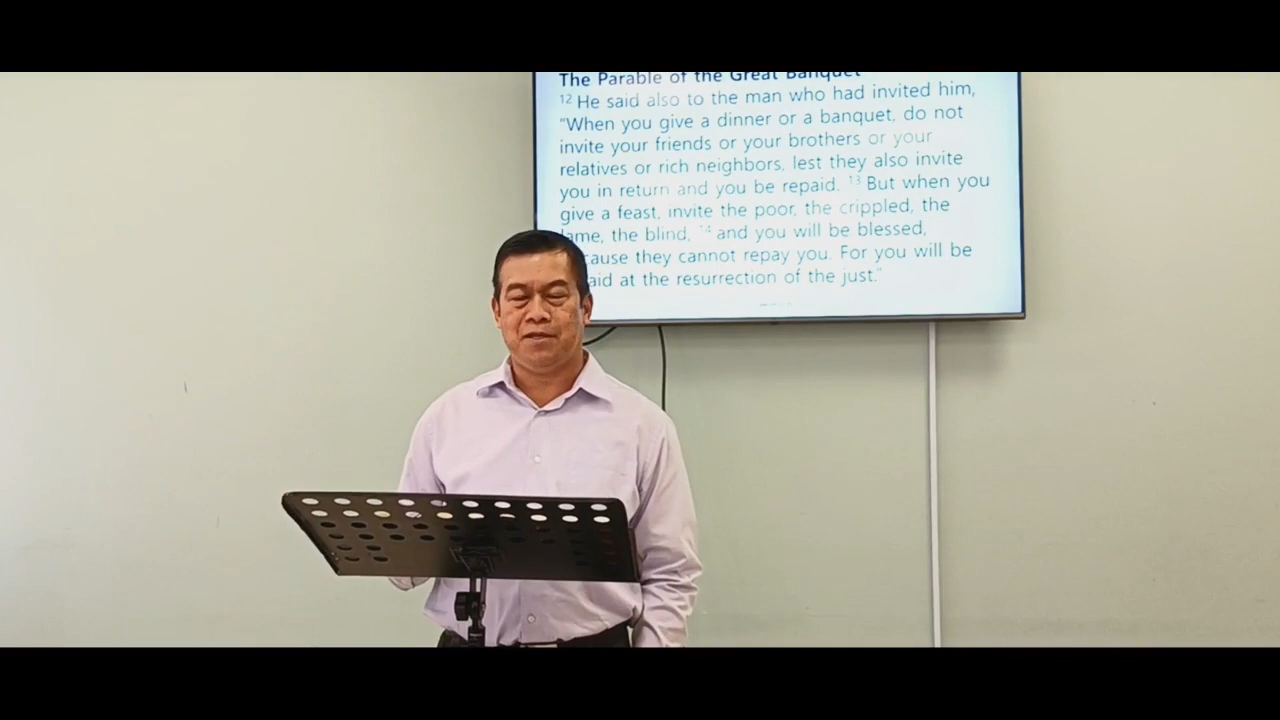 The Parable of the Great Banquet
12 He said also to the man who had invited him,
“When you give a dinner or a banquet, do not
invite your friends or your brothers or your
relatives or rich neighbors, lest they also invite
you in return and you be repaid. 13 But when you
give a feast, invite the poor, the crippled, the
lame, the blind, 14 and you will be blessed,
cause they cannot repay you. For you will be
aid at the resurrection of the just.”